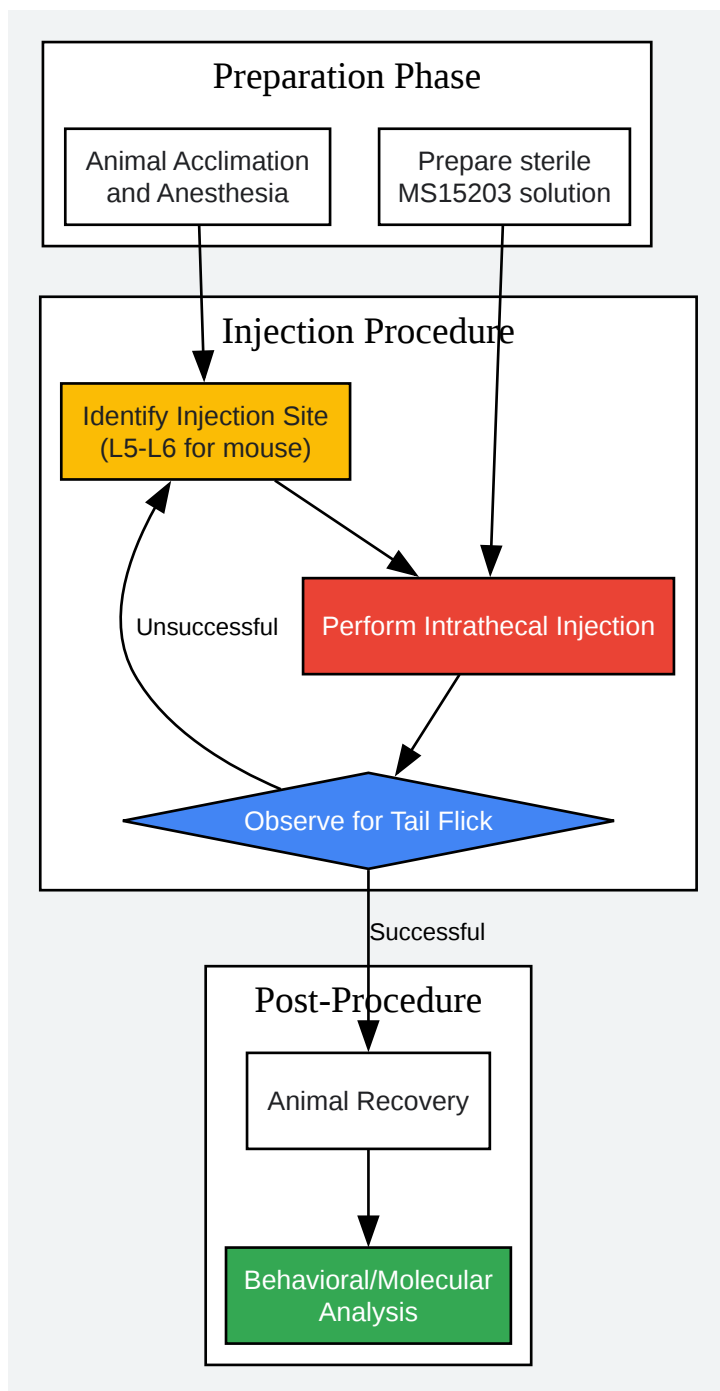 Preparation Phase
Animal Acclimation
and Anesthesia
Prepare sterile
MS15203 solution
Injection Procedure
Identify Injection Site
(L5-L6 for mouse)
Unsuccessful
Perform Intrathecal Injection
Observe for Tail Flick
Successful
Post-Procedure
Animal Recovery
Behavioral/Molecular
Analysis